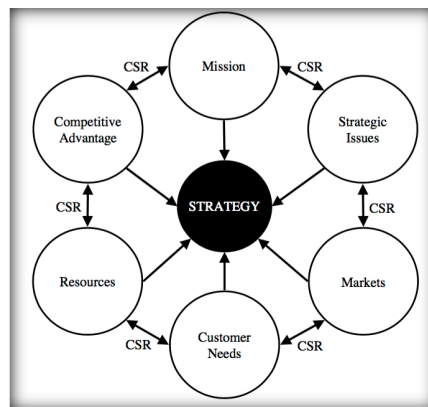 Mission
CSR
CSR
Competitive
Advantage
Strategic
Issues
STRATEGY
CSR
CSR
Resources
Markets
Customer
Needs
CSR
CSR